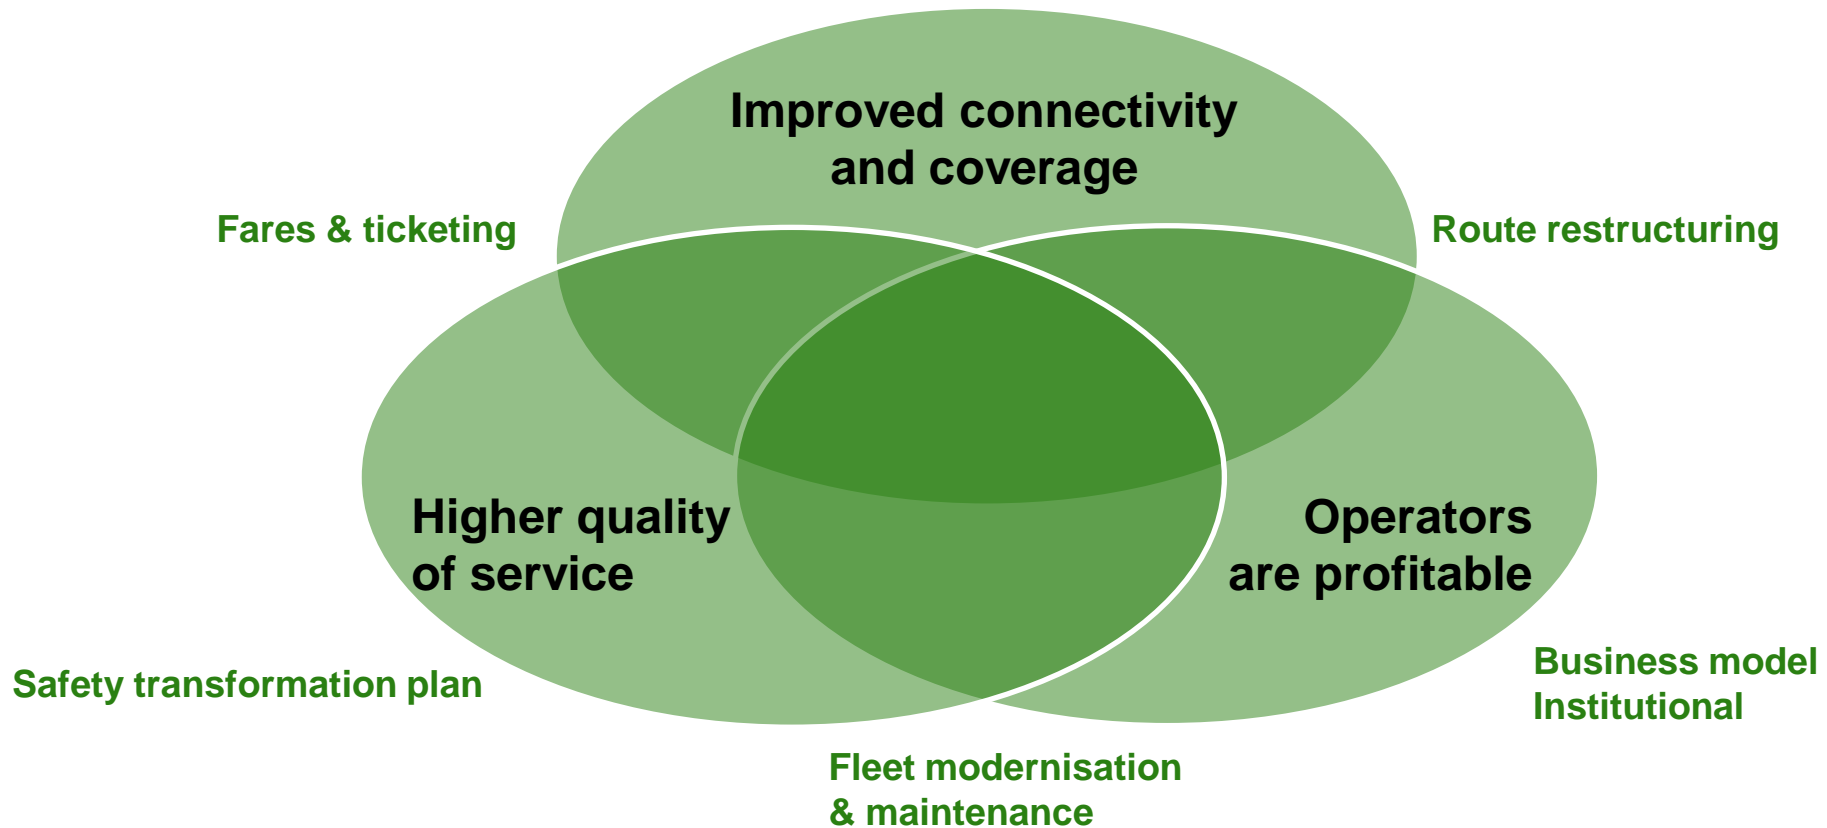 Improved connectivity
and coverage
Fares & ticketing
Route restructuring
Higher quality
of service
Operators
are profitable
Safety transformation plan
Business model
Institutional
Fleet modernisation
& maintenance